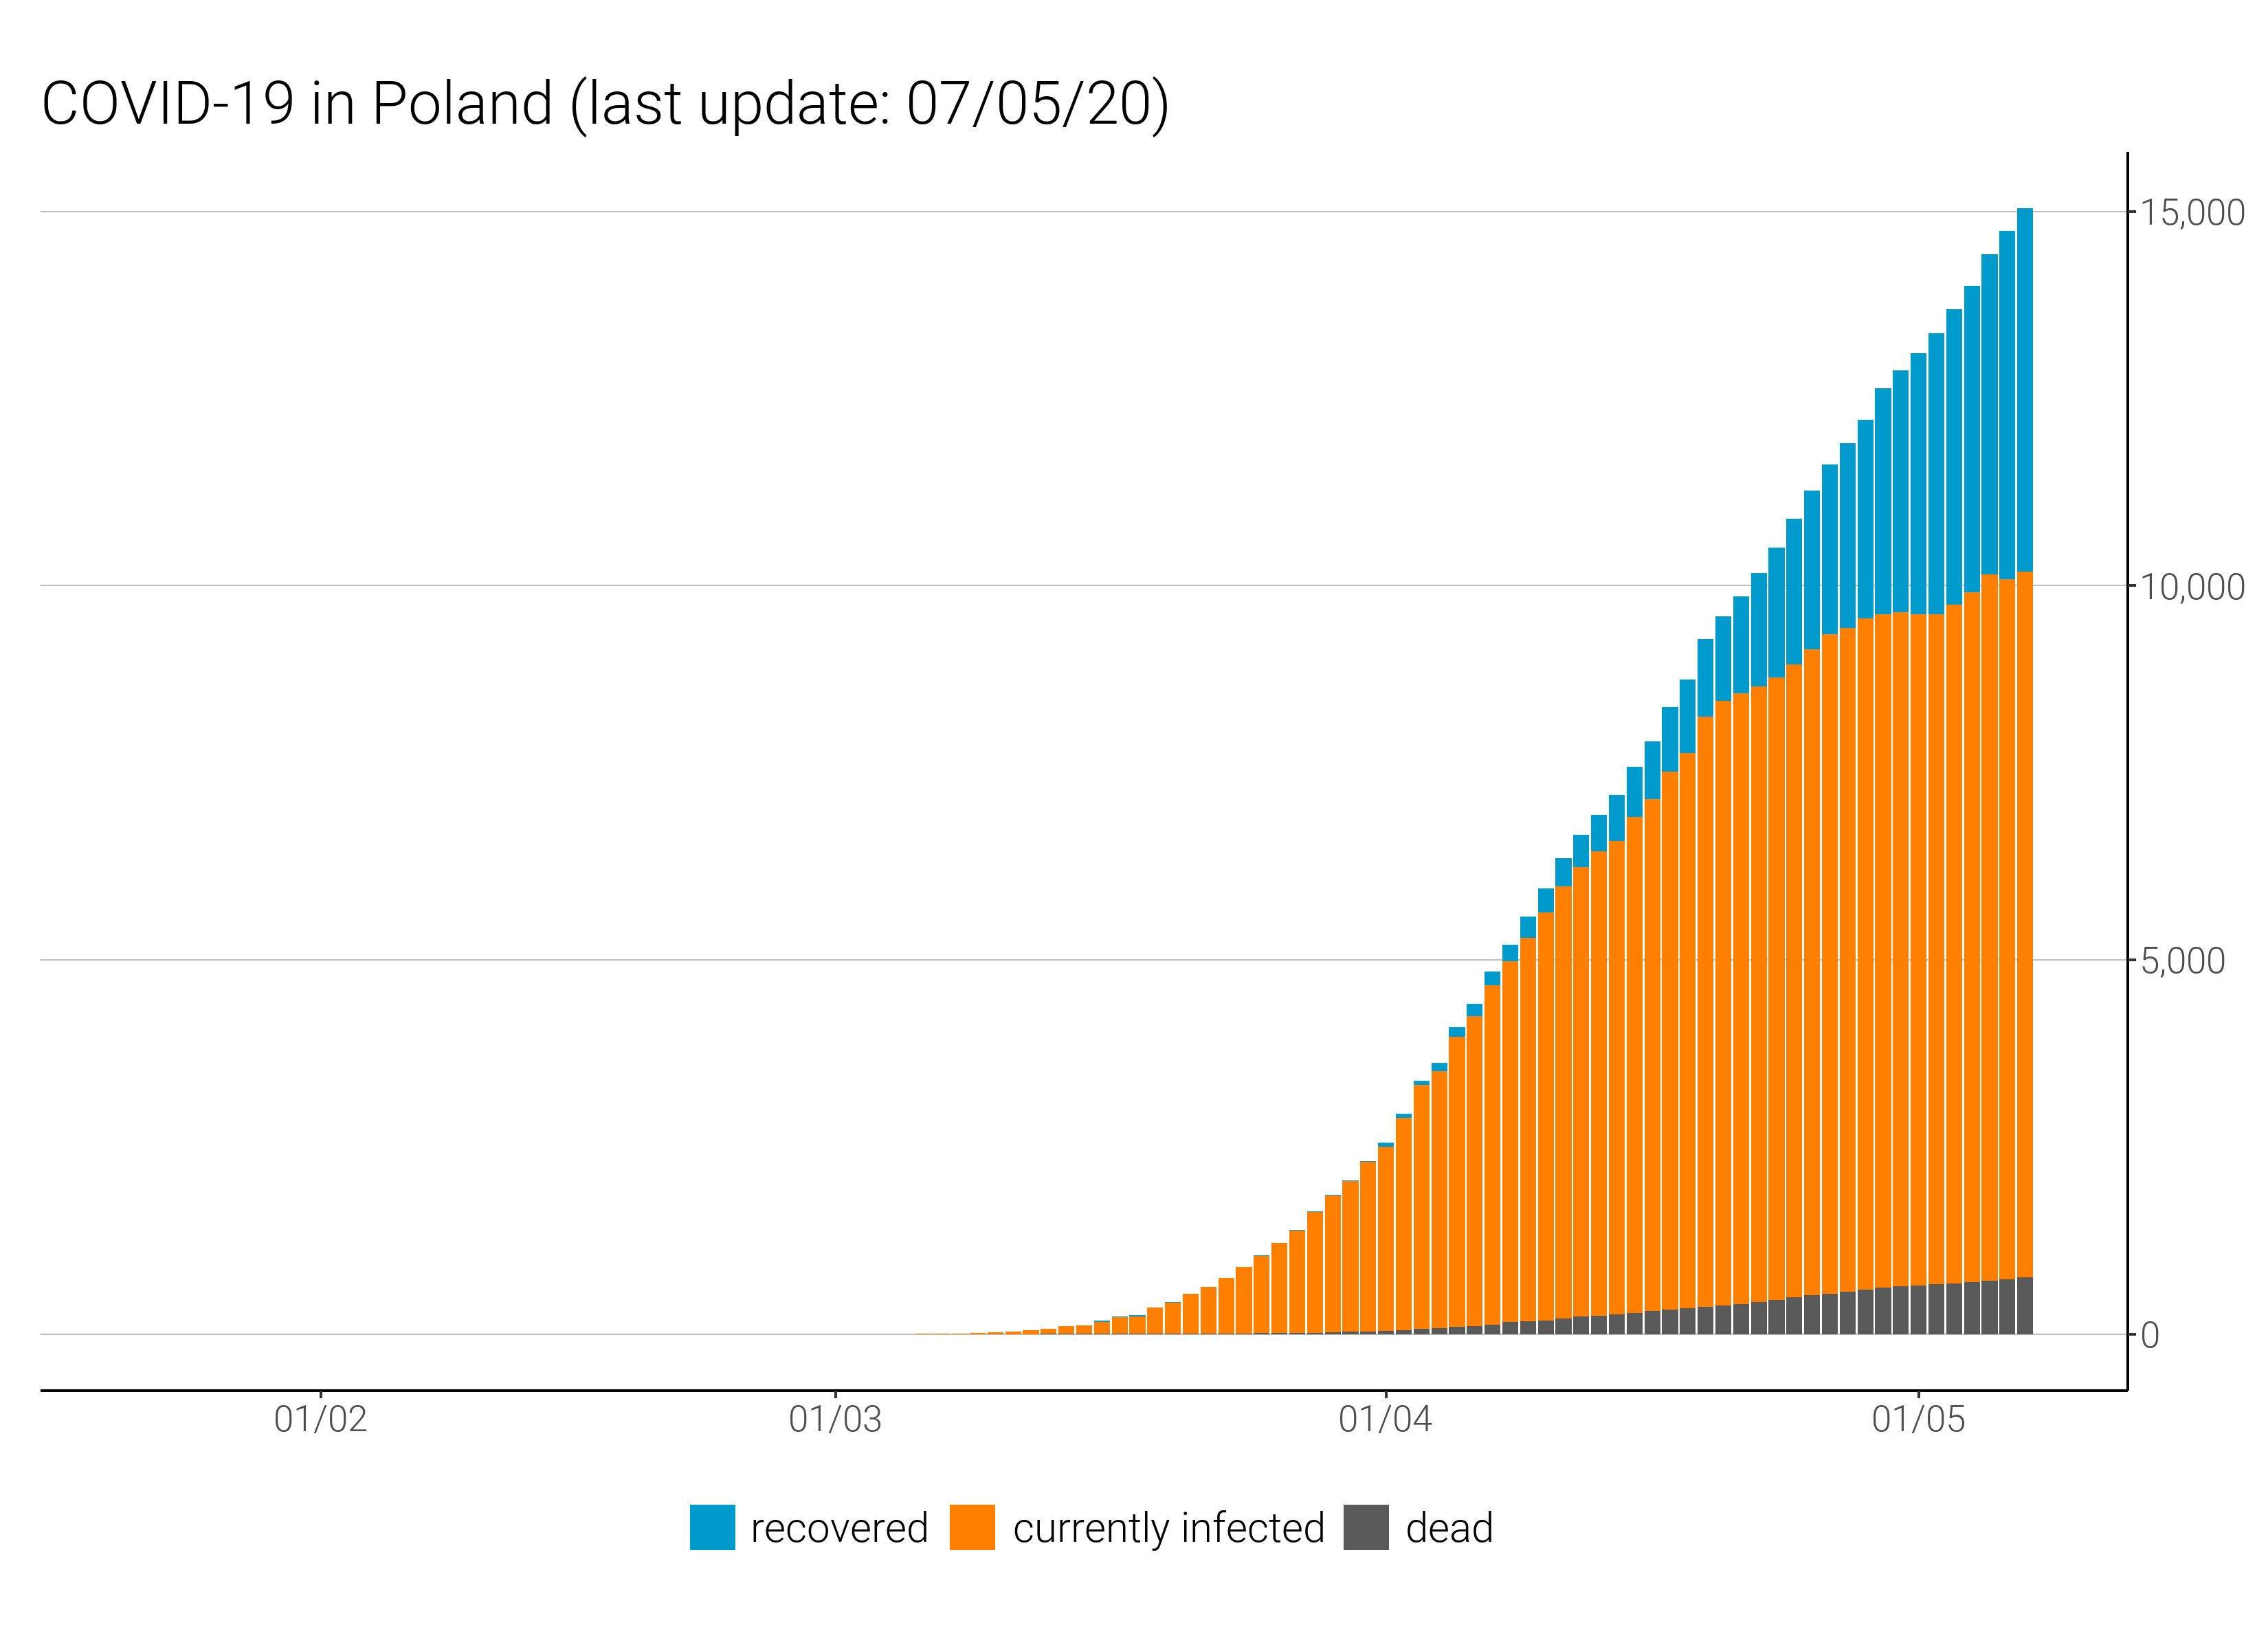 COVID-19 in Poland (last update: 07/05/20)
15,000
10,000
5,000
0
01/02 01/03 01/04 01/05
recovered currently infected dead